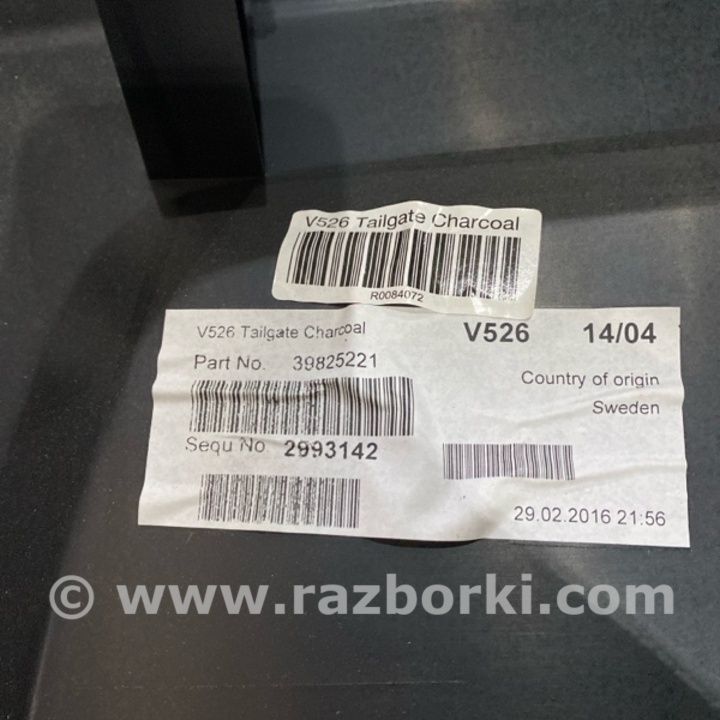 V526 Tailgate Charcoal
R0084072
V526 Tailgate Charcoal V526 14/04
Part No. 39825221
Country of origin
Sweden
Sequ No. 2993142
29.02.2016 21:56
© www.razborki.com